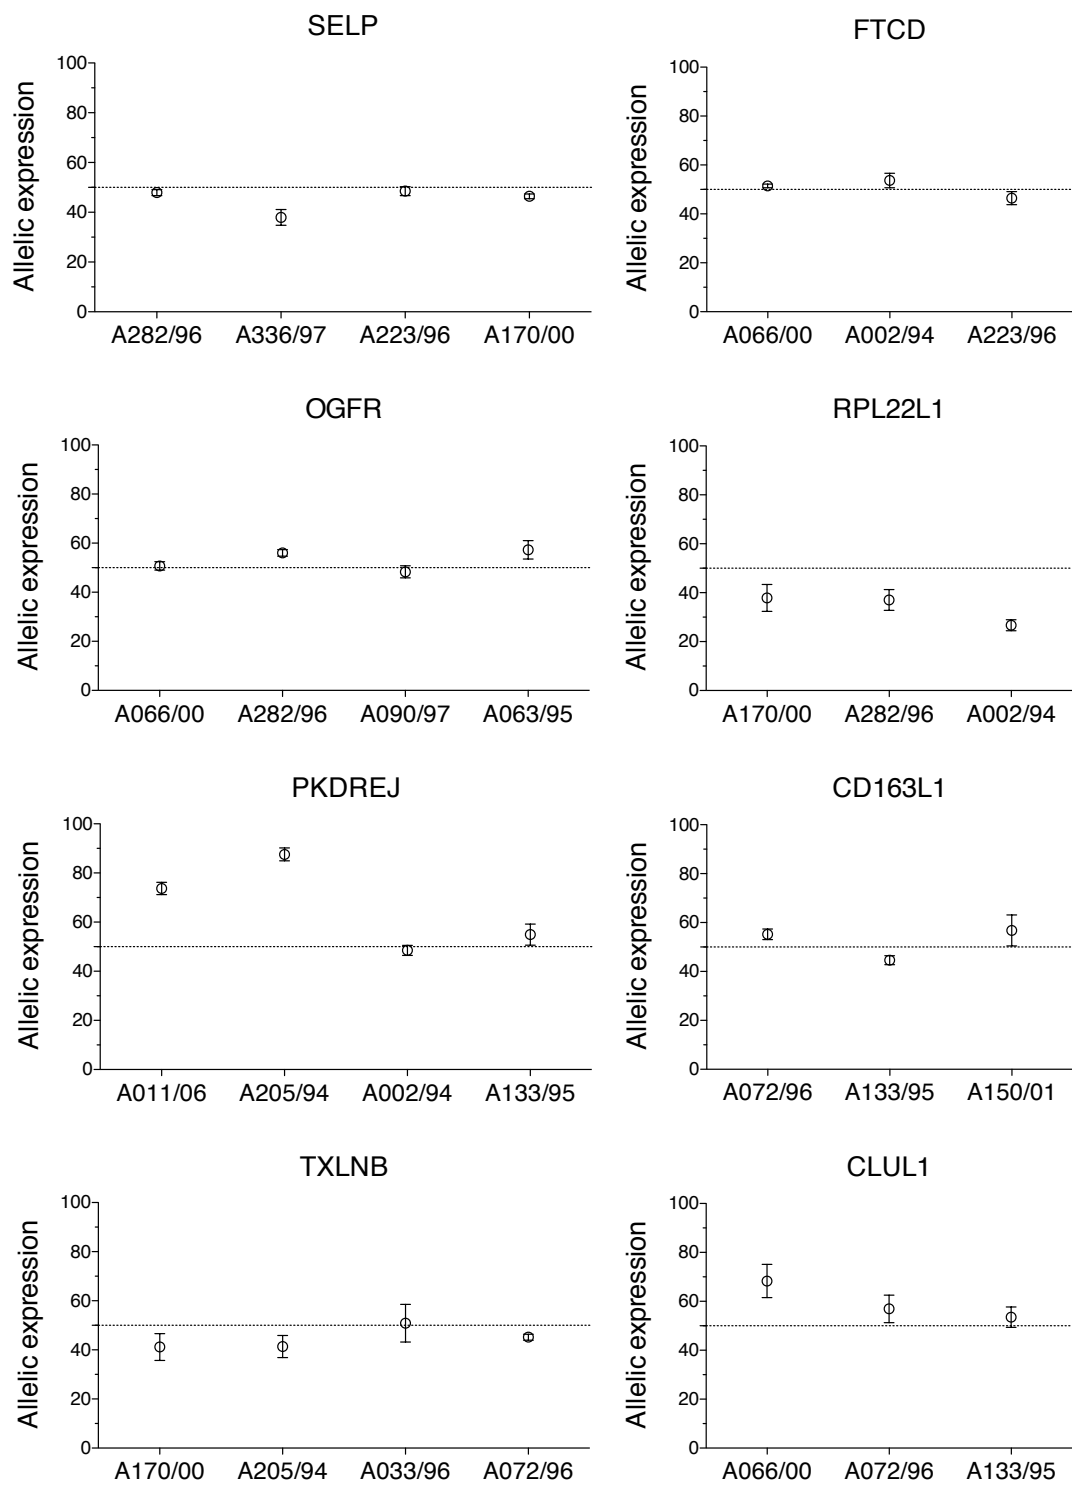 SELP
Allelic expression
100
80
60
40
20
0
A282/96 A336/97 A223/96 A170/00
FTCD
Allelic expression
100
80
60
40
20
0
A066/00 A002/94 A223/96
OGFR
Allelic expression
100
80
60
40
20
0
A066/00 A282/96 A090/97 A063/95
RPL22L1
Allelic expression
100
80
60
40
20
0
A170/00 A282/96 A002/94
PKDREJ
Allelic expression
100
80
60
40
20
0
A011/06 A205/94 A002/94 A133/95
CD163L1
Allelic expression
100
80
60
40
20
0
A072/96 A133/95 A150/01
TXLNB
Allelic expression
100
80
60
40
20
0
A170/00 A205/94 A033/96 A072/96
CLUL1
Allelic expression
100
80
60
40
20
0
A066/00 A072/96 A133/95